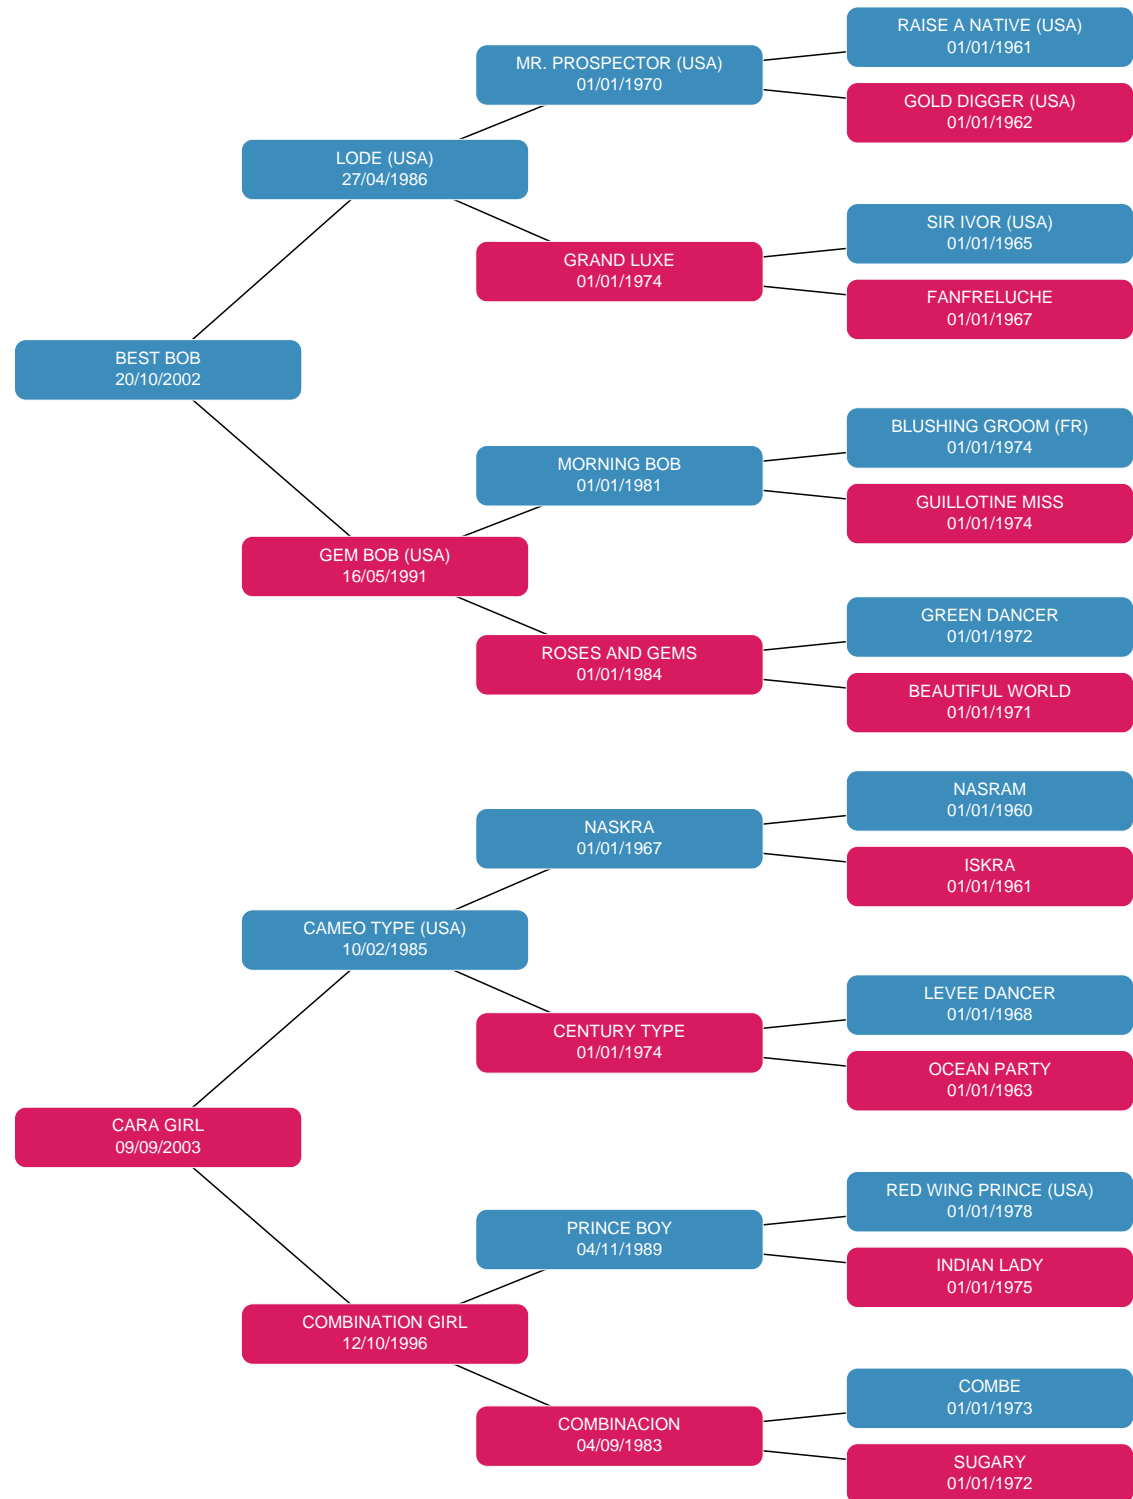 RAISE A NATIVE (USA)
01/01/1961
MR. PROSPECTOR (USA)
01/01/1970
GOLD DIGGER (USA)
01/01/1962
LODE (USA)
27/04/1986
SIR IVOR (USA)
01/01/1965
GRAND LUXE
01/01/1974
FANFRELUCHE
01/01/1967
BEST BOB
20/10/2002
BLUSHING GROOM (FR)
01/01/1974
MORNING BOB
01/01/1981
GUILLOTINE MISS
01/01/1974
GEM BOB (USA)
16/05/1991
GREEN DANCER
01/01/1972
ROSES AND GEMS
01/01/1984
BEAUTIFUL WORLD
01/01/1971
NASRAM
01/01/1960
NASKRA
01/01/1967
ISKRA
01/01/1961
CAMEO TYPE (USA)
10/02/1985
LEVEE DANCER
01/01/1968
CENTURY TYPE
01/01/1974
OCEAN PARTY
01/01/1963
CARA GIRL
09/09/2003
RED WING PRINCE (USA)
01/01/1978
PRINCE BOY
04/11/1989
INDIAN LADY
01/01/1975
COMBINATION GIRL
12/10/1996
COMBE
01/01/1973
COMBINACION
04/09/1983
SUGARY
01/01/1972